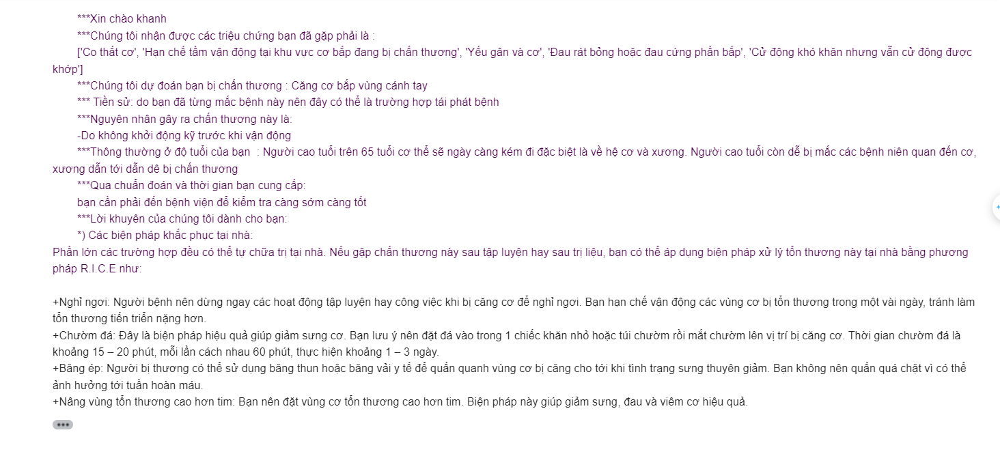 ***Xin chào khanh
***Chúng tôi nhận được các triệu chứng bạn đã gặp phải là :
['Co thắt cơ', 'Hạn chế tầm vận động tại khu vực cơ bắp đang bị chấn thương', 'Yếu gân và cơ', 'Đau rát bỏng hoặc đau cứng phần bắp', 'Cử động khó khăn nhưng vẫn cử động được
khớp']
***Chúng tôi dự đoán bạn bị chấn thương : Căng cơ bắp vùng cánh tay
*** Tiền sử: do bạn đã từng mắc bệnh này nên đây có thể là trường hợp tái phát bệnh
***Nguyên nhân gây ra chấn thương này là:
-Do không khởi động kỹ trước khi vận động
***Thông thường ở độ tuổi của bạn  : Người cao tuổi trên 65 tuổi cơ thể sẽ ngày càng kém đi đặc biệt là về hệ cơ và xương. Người cao tuổi còn dễ bị mắc các bệnh niên quan đến cơ,
xương dẫn tới dẫn dê bị chấn thương
***Qua chuẩn đoán và thời gian bạn cung cấp:
bạn cần phải đến bệnh viện để kiểm tra càng sớm càng tốt
***Lời khuyên của chúng tôi dành cho bạn:
*) Các biện pháp khắc phục tại nhà:
Phần lớn các trường hợp đều có thể tự chữa trị tại nhà. Nếu gặp chấn thương này sau tập luyện hay sau trị liệu, bạn có thể áp dụng biện pháp xử lý tổn thương này tại nhà bằng phương
pháp R.I.C.E như:
+Nghỉ ngơi: Người bệnh nên dừng ngay các hoạt động tập luyện hay công việc khi bị căng cơ để nghỉ ngơi. Bạn hạn chế vận động các vùng cơ bị tổn thương trong một vài ngày, tránh làm
tổn thương tiến triển nặng hơn.
+Chườm đá: Đây là biện pháp hiệu quả giúp giảm sưng cơ. Bạn lưu ý nên đặt đá vào trong 1 chiếc khăn nhỏ hoặc túi chườm rồi mắt chườm lên vị trí bị căng cơ. Thời gian chườm đá là
khoảng 15 – 20 phút, mỗi lần cách nhau 60 phút, thực hiện khoảng 1 – 3 ngày.
+Băng ép: Người bị thương có thể sử dụng băng thun hoặc băng vải y tế để quấn quanh vùng cơ bị căng cho tới khi tình trạng sưng thuyên giảm. Bạn không nên quấn quá chặt vì có thể
ảnh hưởng tới tuần hoàn máu.
+Nâng vùng tổn thương cao hơn tim: Bạn nên đặt vùng cơ tổn thương cao hơn tim. Biện pháp này giúp giảm sưng, đau và viêm cơ hiệu quả.